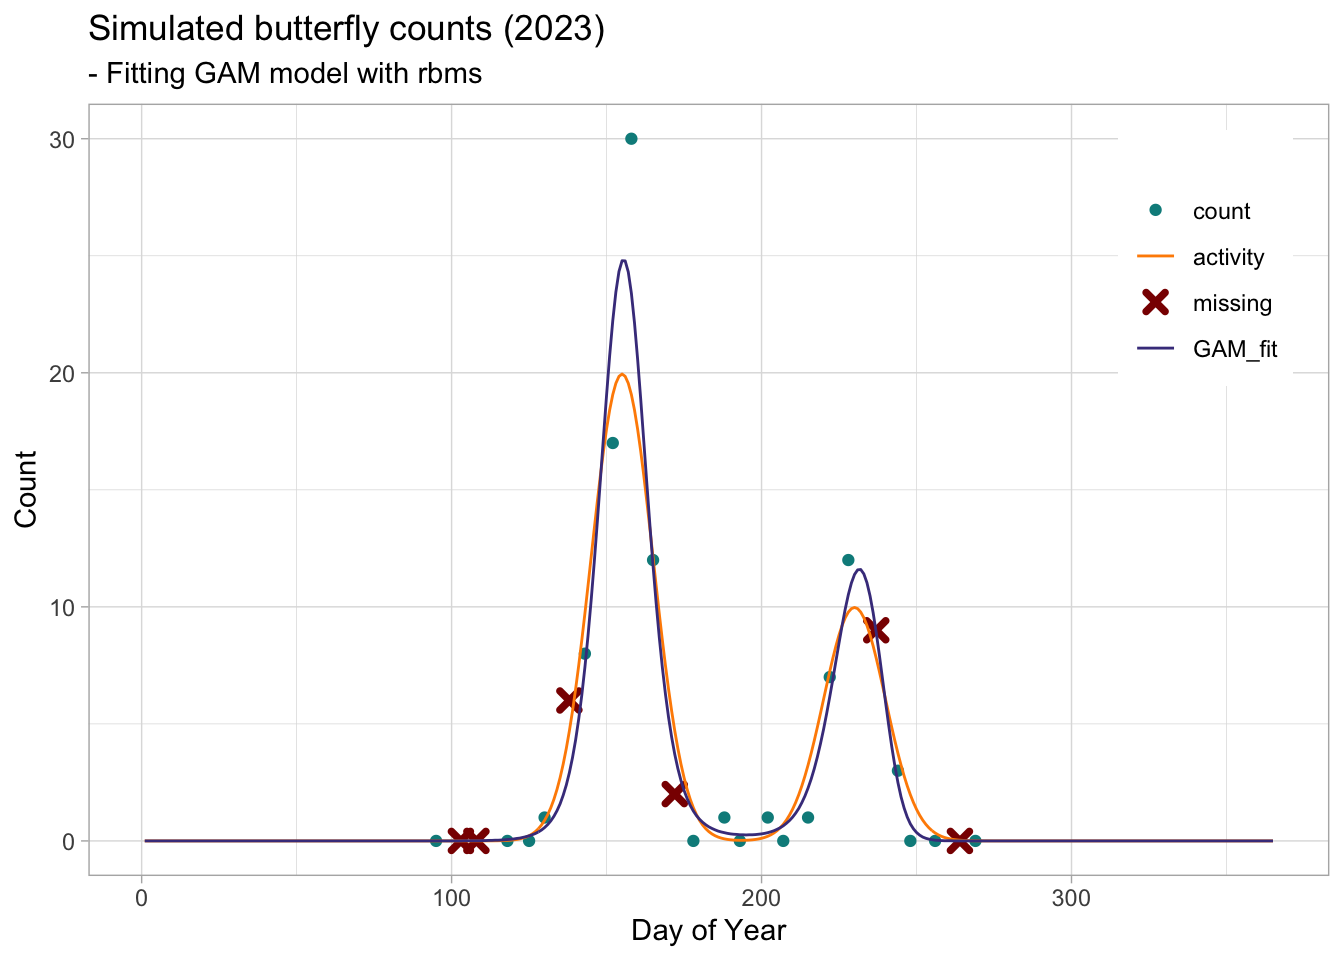 Simulated butterfly counts (2023)
- Fitting GAM model with rbms
30
20
10
0
Count
count
activity
missing
GAM_fit
0 100 200 300
Day of Year